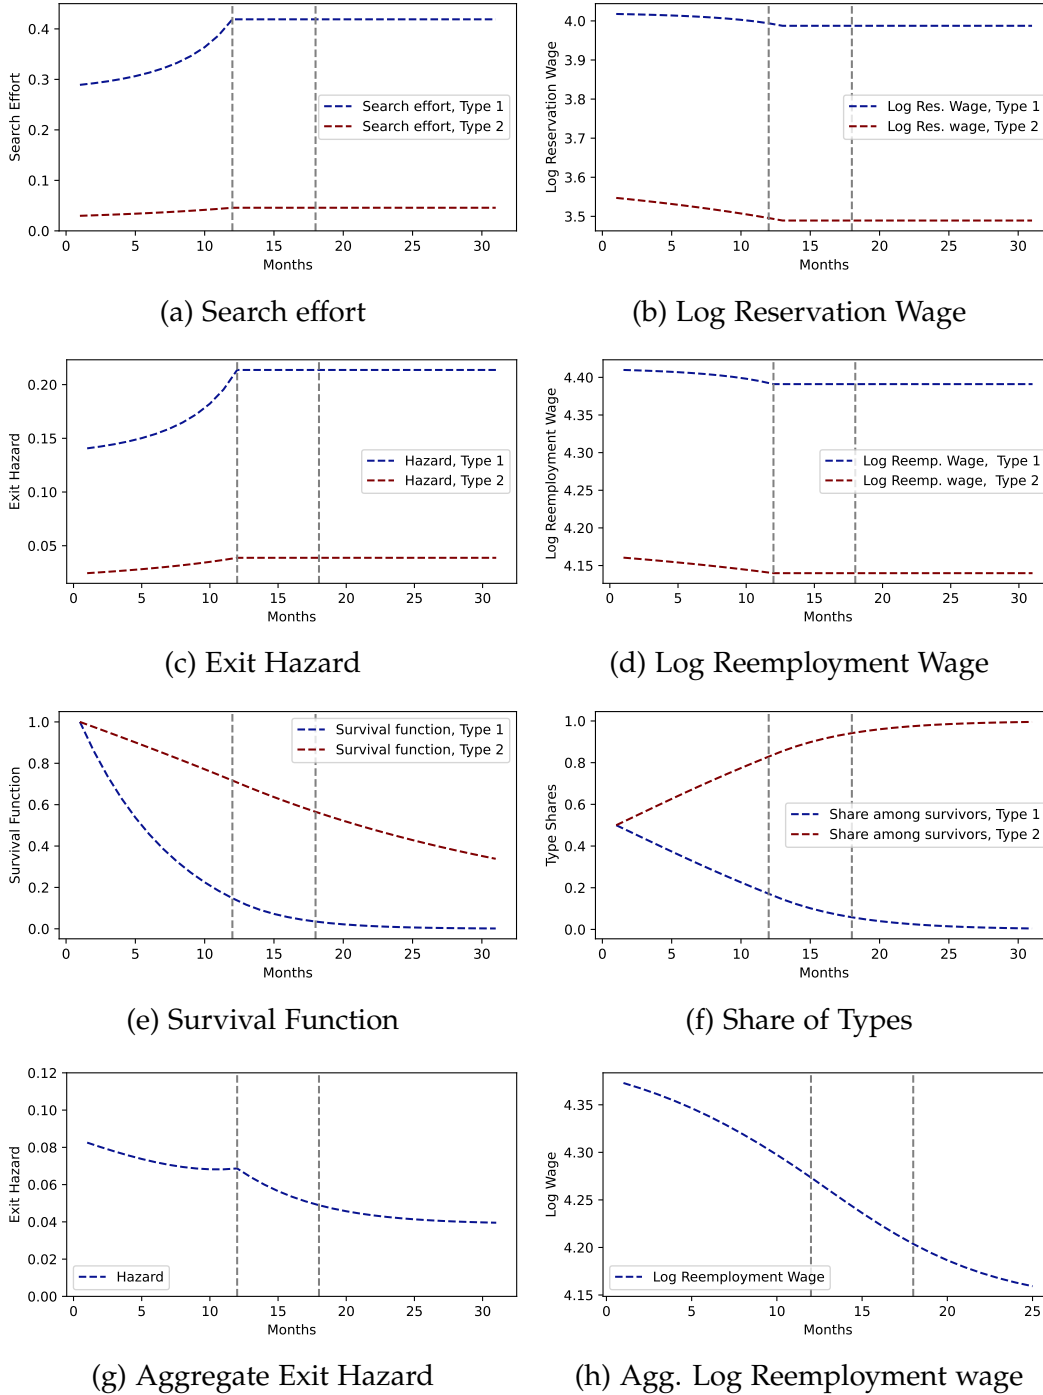 0.4
0.3
0.2
0.1
0.0
Search Effort
Search effort, Type 1
Search effort, Type 2
0 5 10 15 20 25 30
Months
(a) Search effort
4.0
3.9
3.8
3.7
3.6
3.5
Log Reservation Wage
Log Res. Wage, Type 1
Log Res. wage, Type 2
0 5 10 15 20 25 30
Months
(b) Log Reservation Wage
0.20
0.15
0.10
0.05
Exit Hazard
Hazard, Type 1
Hazard, Type 2
0 5 10 15 20 25 30
Months
(c) Exit Hazard
4.40
4.35
4.30
4.25
4.20
4.15
Log Reemployment Wage
Log Reemp. Wage, Type 1
Log Reemp. wage, Type 2
0 5 10 15 20 25 30
Months
(d) Log Reemployment Wage
1.0
0.8
0.6
0.4
0.2
0.0
Survival Function
Survival function, Type 1
Survival function, Type 2
0 5 10 15 20 25 30
Months
(e) Survival Function
1.0
0.8
0.6
0.4
0.2
0.0
Type Shares
Share among survivors, Type 1
Share among survivors, Type 2
0 5 10 15 20 25 30
Months
(f) Share of Types
0.12
0.10
0.08
0.06
0.04
0.02
0.00
Exit Hazard
Hazard
0 5 10 15 20 25 30
Months
(g) Aggregate Exit Hazard
4.35
4.30
4.25
4.20
4.15
Log Wage
Log Reemployment Wage
0 5 10 15 20 25
Months
(h) Agg. Log Reemployment wage